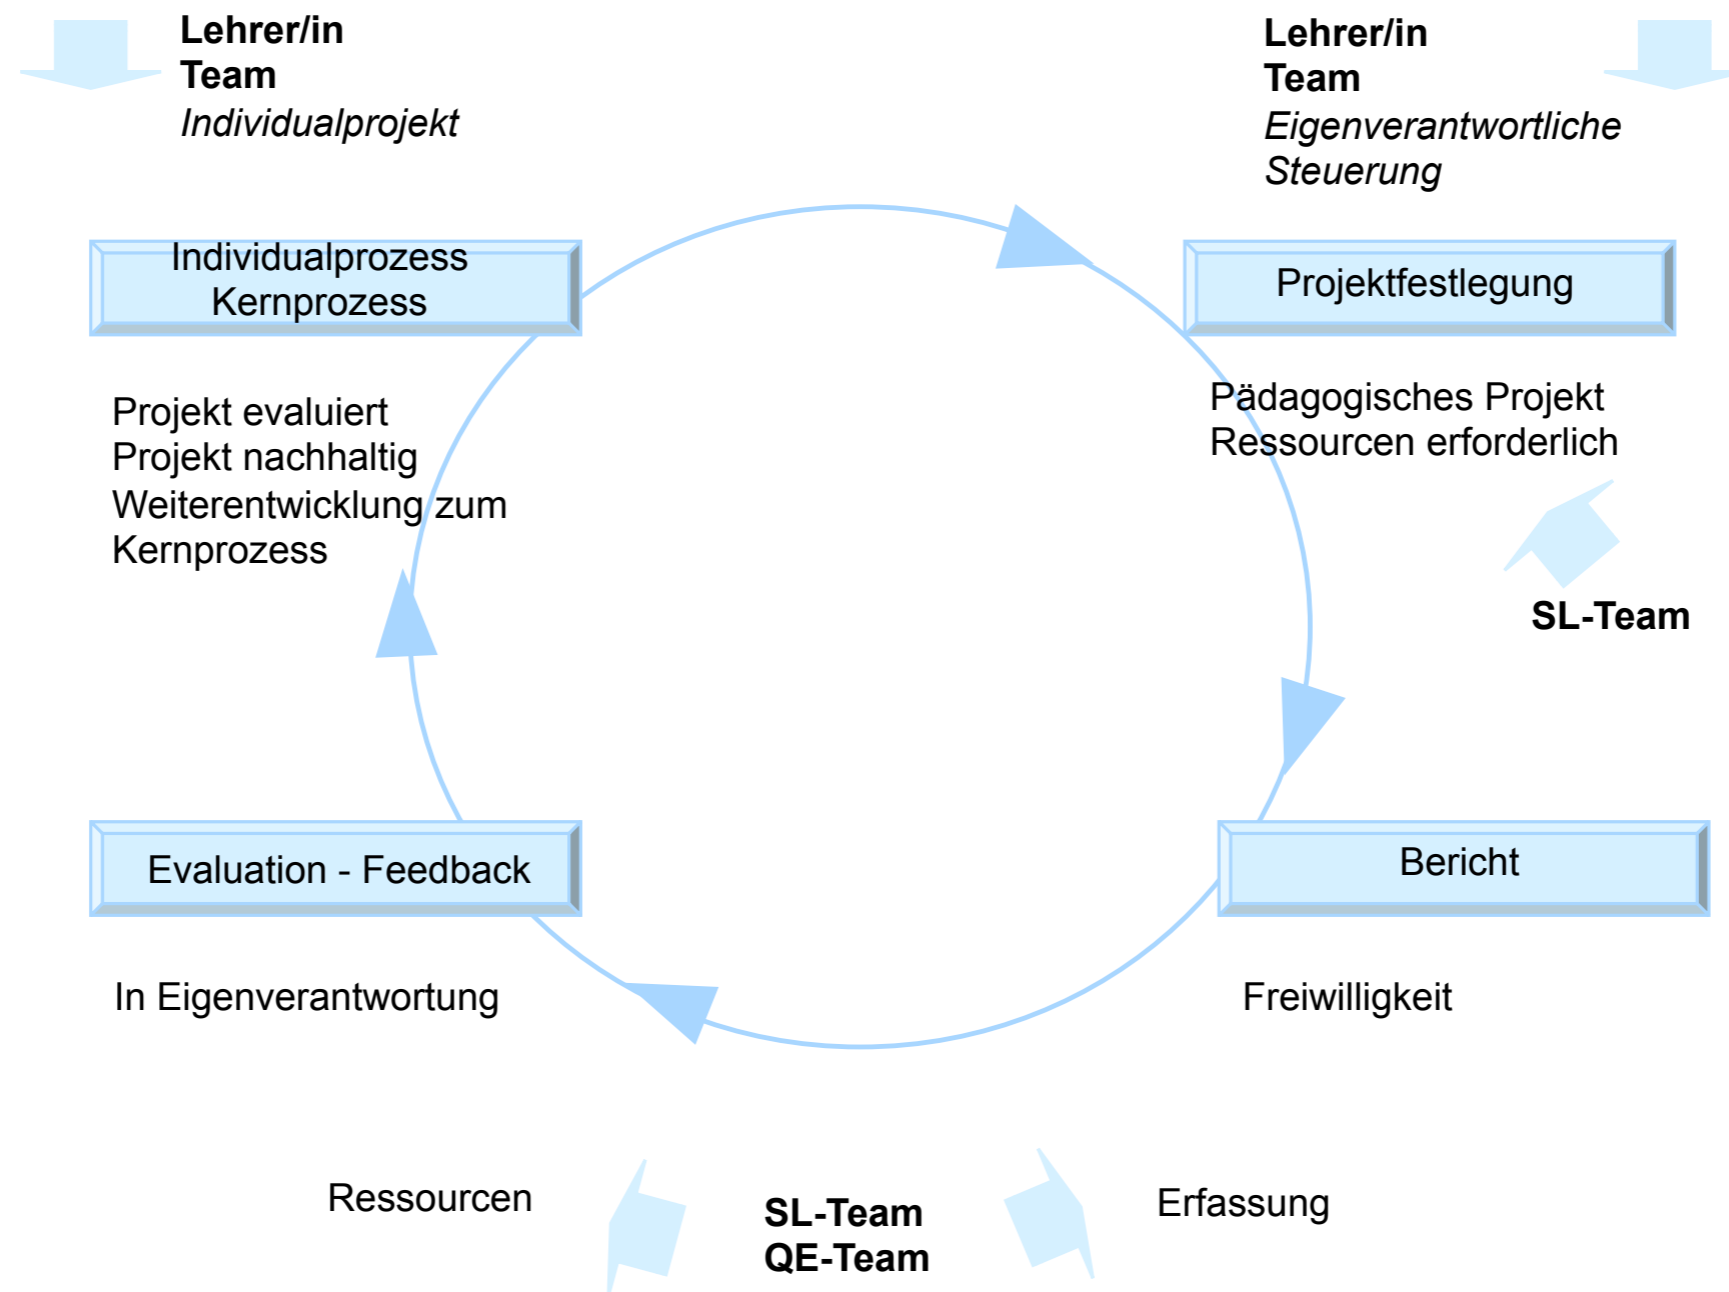 Lehrer/in
Team
Individualprojekt
Lehrer/in
Team
Eigenverantwortliche
Steuerung
Individualprozess
Kernprozess
Projektfestlegung
Projekt evaluiert
Projekt nachhaltig
Weiterentwicklung zum
Kernprozess
Pädagogisches Projekt
Ressourcen erforderlich
SL-Team
Evaluation - Feedback
Bericht
In Eigenverantwortung
Freiwilligkeit
Ressourcen
SL-Team
QE-Team
Erfassung